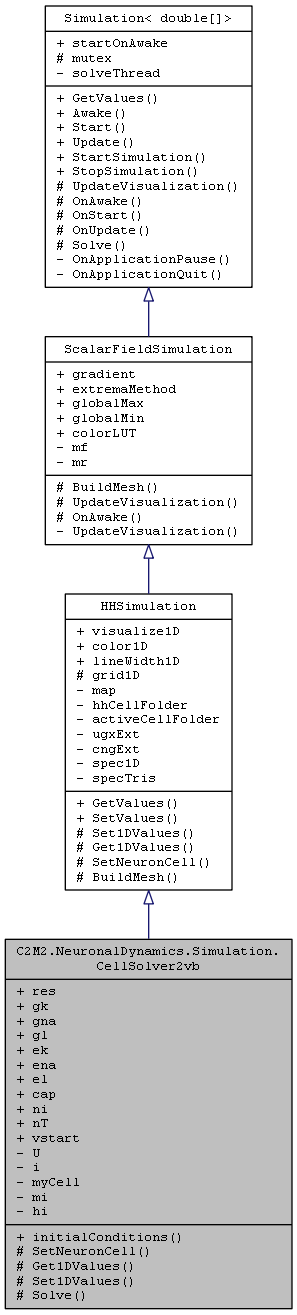 Simulation< double[]>
+ startOnAwake
# mutex
- solveThread
+ GetValues()
+ Awake()
+ Start()
+ Update()
+ StartSimulation()
+ StopSimulation()
# UpdateVisualization()
# OnAwake()
# OnStart()
# OnUpdate()
# Solve()
- OnApplicationPause()
- OnApplicationQuit()
ScalarFieldSimulation
+ gradient
+ extremaMethod
+ globalMax
+ globalMin
+ colorLUT
- mf
- mr
# BuildMesh()
# UpdateVisualization()
# OnAwake()
- UpdateVisualization()
HHSimulation
+ visualize1D
+ color1D
+ lineWidth1D
# grid1D
- map
- hhCellFolder
- activeCellFolder
- ugxExt
- cngExt
- spec1D
- specTris
+ GetValues()
+ SetValues()
# Set1DValues()
# Get1DValues()
# SetNeuronCell()
# BuildMesh()
C2M2.NeuronalDynamics.Simulation.
CellSolver2vb
+ res
+ gk
+ gna
+ gl
+ ek
+ ena
+ el
+ cap
+ ni
+ nT
+ vstart
- U
- i
- myCell
- mi
- hi
+ initialConditions()
# SetNeuronCell()
# Get1DValues()
# Set1DValues()
# Solve()